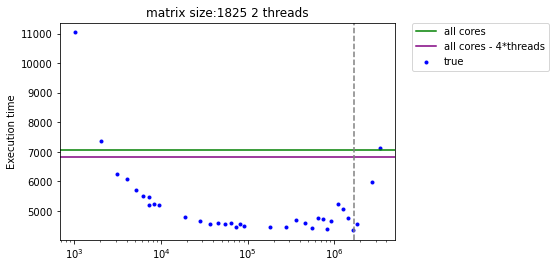 matrix size:1825 2 threads
all cores
all cores - 4*threads
true
Execution time
11000
10000
9000
8000
7000
6000
5000
10³
10⁴
10⁵
10⁶